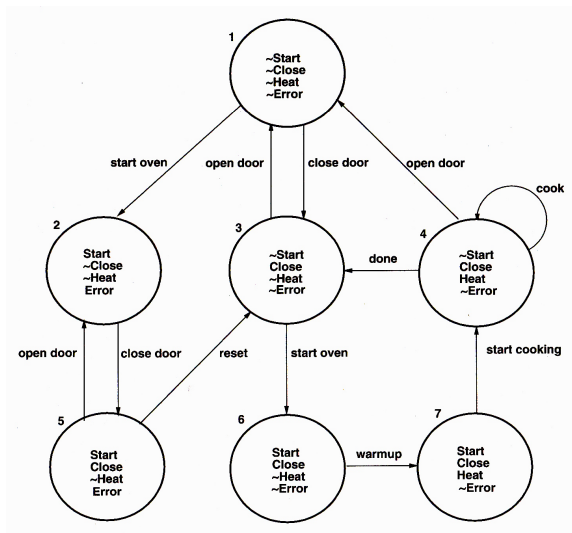 1
~Start
~Close
~Heat
~Error
start oven
open door
close door
open door
cook
2
Start
~Close
~Heat
Error
3
~Start
Close
~Heat
~Error
done
4
~Start
Close
Heat
~Error
open door
close door
reset
start oven
start cooking
5
Start
Close
~Heat
Error
6
Start
Close
~Heat
~Error
warmup
7
Start
Close
Heat
~Error